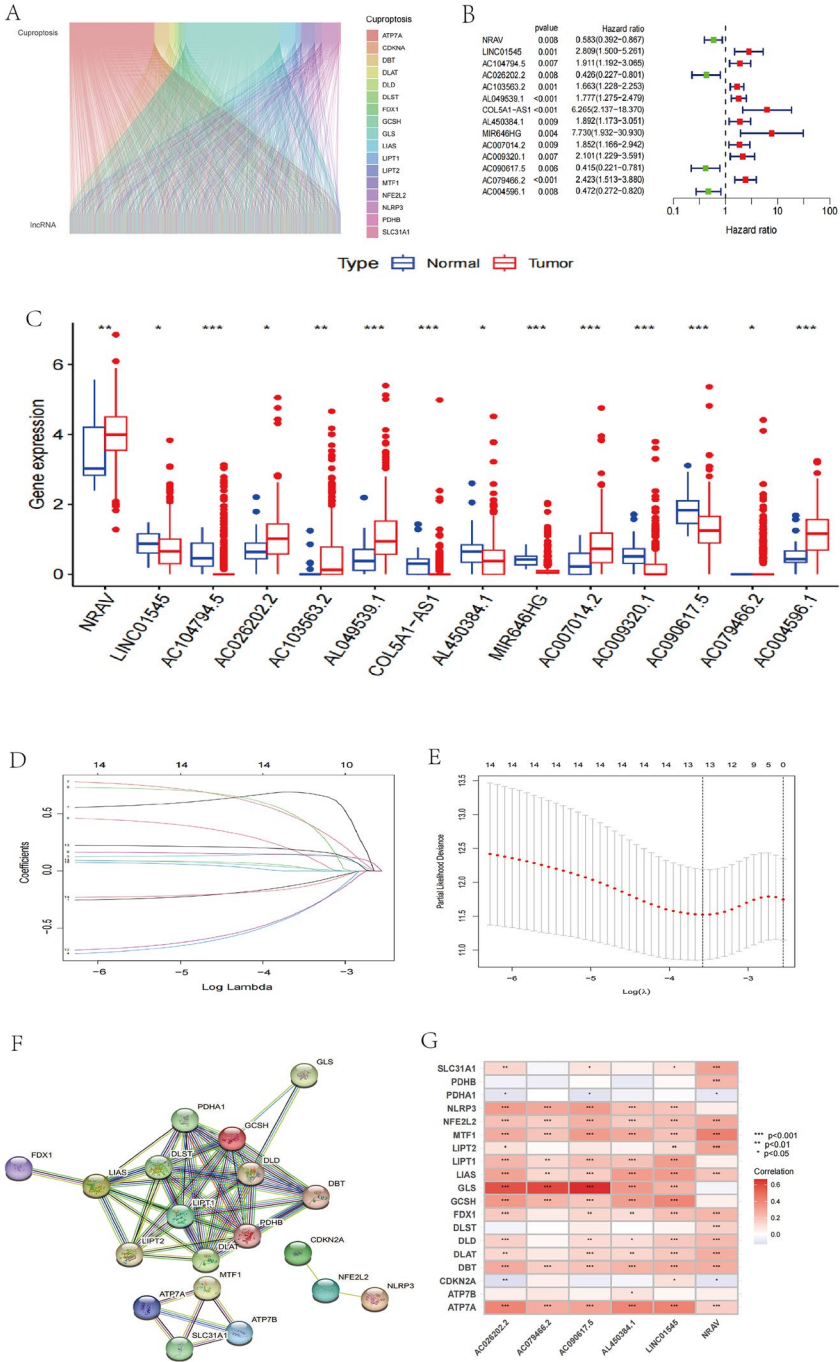 A
Cuproptosis
lncRNA
Cuproptosis
ATP7A
CDKNA
DBT
DLAT
DLD
DLST
FDX1
GCSH
GLS
LIAS
LIPT1
LIPT2
MTF1
NFE2L2
NLRP3
PDHB
SLC31A1
B
pvalue Hazard ratio
NRAV 0.008 0.583(0.392−0.867)
LINC01545 0.001 2.809(1.500−5.261)
AC104794.5 0.007 1.911(1.192−3.065)
AC026202.2 0.008 0.426(0.227−0.801)
AC103563.2 0.001 1.663(1.228−2.253)
AL049539.1 <0.001 1.777(1.275−2.479)
COL5A1−AS1 <0.001 6.265(2.137−18.370)
AL450384.1 0.009 1.892(1.173−3.051)
MIR646HG 0.004 7.730(1.932−30.930)
AC007014.2 0.009 1.852(1.166−2.942)
AC009320.1 0.007 2.101(1.229−3.591)
AC090617.5 0.006 0.415(0.221−0.781)
AC079466.2 <0.001 2.423(1.513−3.880)
AC004596.1 0.008 0.472(0.272−0.820)
0.1 1 10 100
Hazard ratio
Type Normal Tumor
C
** * *** * ** *** *** * *** *** *** *** * ***
Gene expression
6
4
2
0
NRAV
LINC01545
AC104794.5
AC026202.2
AC103563.2
AL049539.1
COL5A1−AS1
AL450384.1
MIR646HG
AC007014.2
AC009320.1
AC090617.5
AC079466.2
AC004596.1
D
14 14 14 10
Coefficients
0.5
0.0
−0.5
−6 −5 −4 −3
Log Lambda
E
14 14 14 14 14 14 14 14 14 13 13 12 9 5 0
Partial Likelihood Deviance
13.5
13.0
12.5
12.0
11.5
11.0
−6 −5 −4 −3
Log(λ)
F
GLS
PDHA1
GCSH
FDX1
DLST
DLD
LIAS
DBT
LIPT1
PDHB
LIPT2
DLAT
CDKN2A
MTF1
NFE2L2
NLRP3
ATP7A
ATP7B
SLC31A1
G
SLC31A1 ** * * ***
PDHB ***
PDHA1 * * *
NLRP3 *** *** *** *** ***
NFE2L2 *** *** *** *** *** ***
MTF1 *** *** *** *** *** ***
LIPT2 * ** ***
LIPT1 *** ** *** *** ***
LIAS *** ** *** *** *** ***
GLS *** *** *** *** ***
GCSH *** *** *** *** ***
FDX1 *** ** ** *** ***
DLST ***
DLD *** ** * *** ***
DLAT ** *** ** *** ***
DBT *** *** *** *** *** ***
CDKN2A ** * *
ATP7B *
ATP7A *** *** *** *** *** ***
AC026202.2
AC079466.2
AC090617.5
AL450384.1
LINC01545
NRAV
*** p<0.001
** p<0.01
* p<0.05
Correlation
0.6
0.4
0.2
0.0